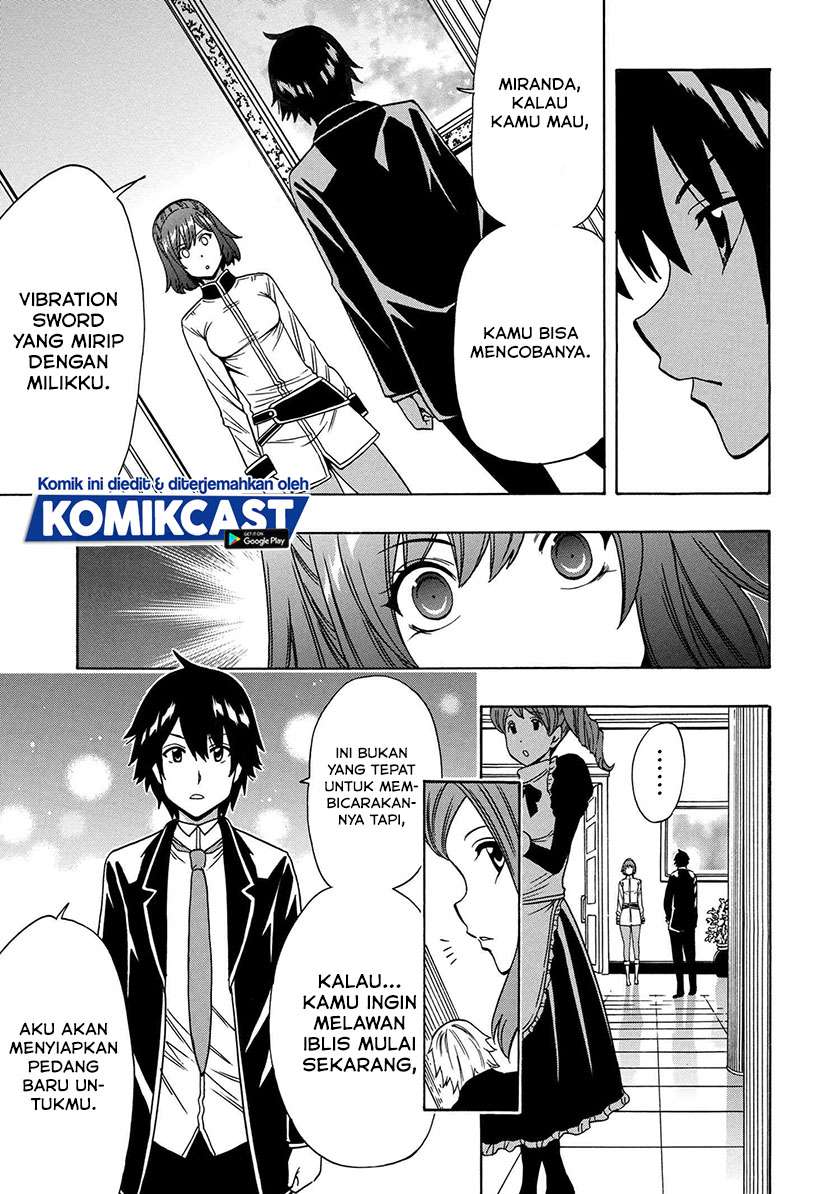 MIRANDA,
KALAU
KAMU MAU,
KAMU BISA
MENCOBANYA.
VIBRATION
SWORD
YANG MIRIP
DENGAN
MILIKKU.
Komik ini diedit & diterjemahkan oleh
KOMIKCAST
GET IT ON
Google Play
......
INI BUKAN
YANG TEPAT
UNTUK MEM-
BICARAKAN-
NYA TAPI,
KALAU...
KAMU INGIN
MELAWAN
IBLIS MULAI
SEKARANG,
AKU AKAN
MENYIAPKAN
PEDANG
BARU UN-
TUKMU.